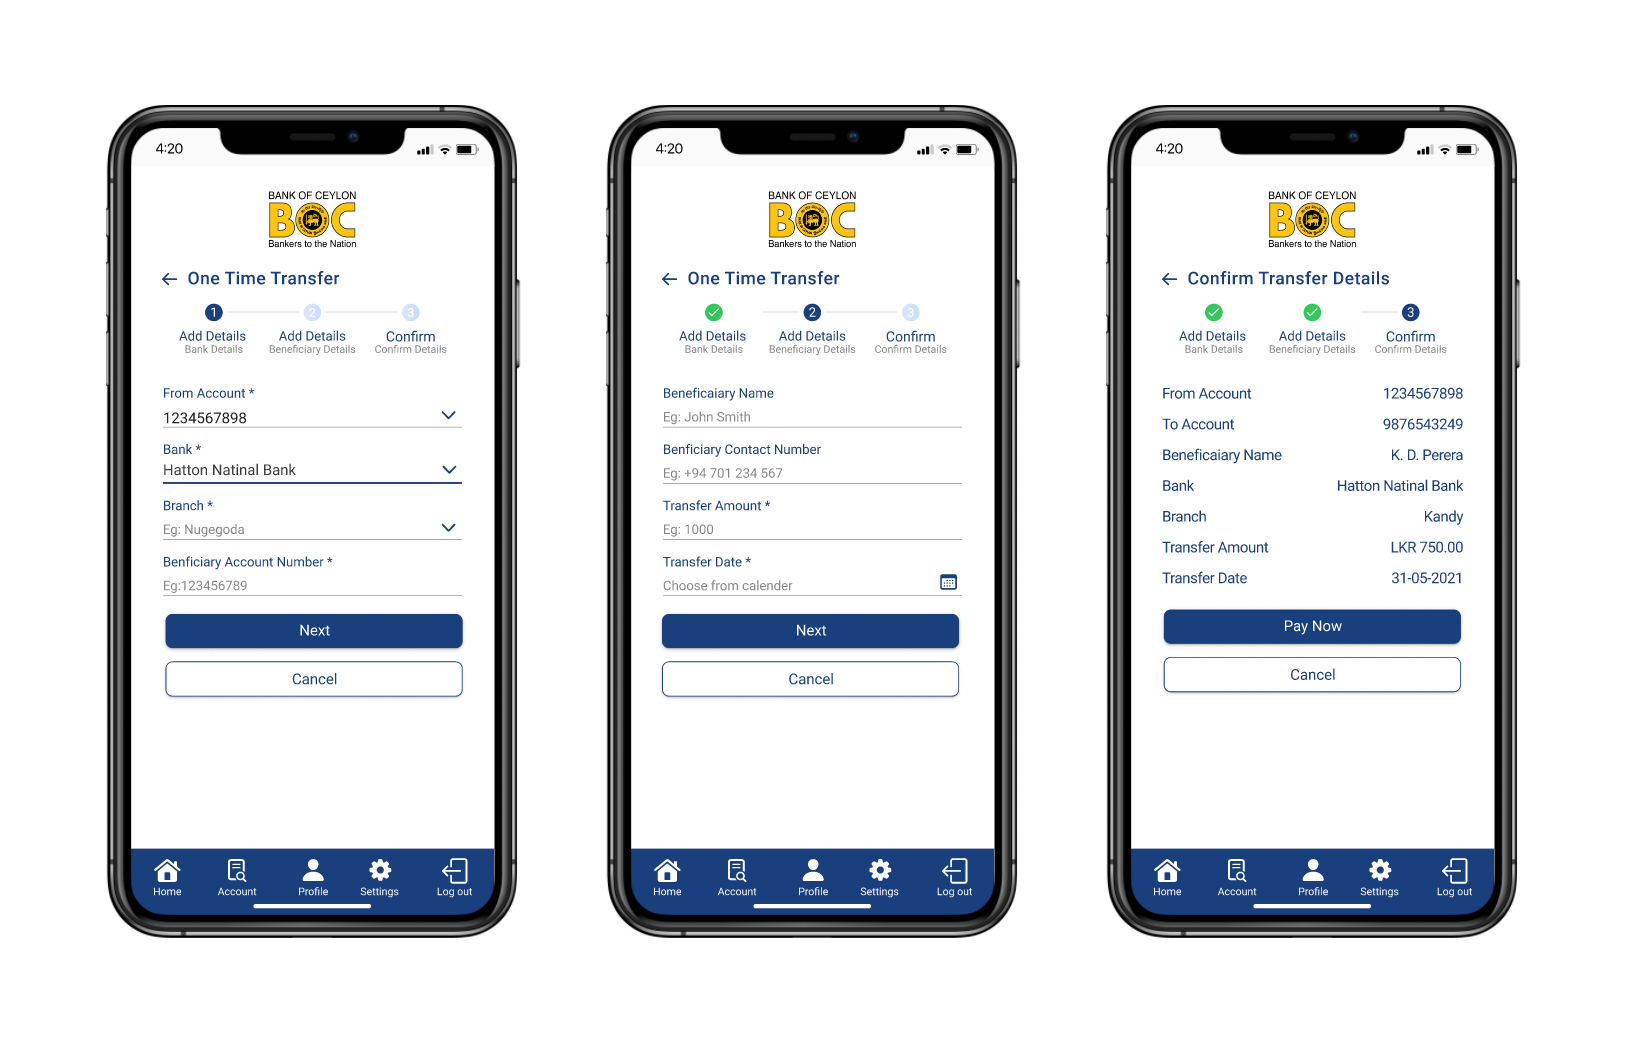 4:20
BANK OF CEYLON
BOC
Bankers to the Nation
One Time Transfer
1 2 3
Add Details Add Details Confirm
Bank Details Beneficiary Details Confirm Details
From Account *
1234567898
Bank *
Hatton Natinal Bank
Branch *
Eg: Nugegoda
Benficiary Account Number *
Eg:123456789
Next
Cancel
Home Account Profile Settings Log out
4:20
BANK OF CEYLON
BOC
Bankers to the Nation
One Time Transfer
2 3
Add Details Add Details Confirm
Bank Details Beneficiary Details Confirm Details
Beneficaiary Name
Eg: John Smith
Benficiary Contact Number
Eg: +94 701 234 567
Transfer Amount *
Eg: 1000
Transfer Date *
Choose from calender
Next
Cancel
Home Account Profile Settings Log out
4:20
BANK OF CEYLON
BOC
Bankers to the Nation
Confirm Transfer Details
3
Add Details Add Details Confirm
Bank Details Beneficiary Details Confirm Details
From Account 1234567898
To Account 9876543249
Beneficaiary Name K. D. Perera
Bank Hatton Natinal Bank
Branch Kandy
Transfer Amount LKR 750.00
Transfer Date 31-05-2021
Pay Now
Cancel
Home Account Profile Settings Log out